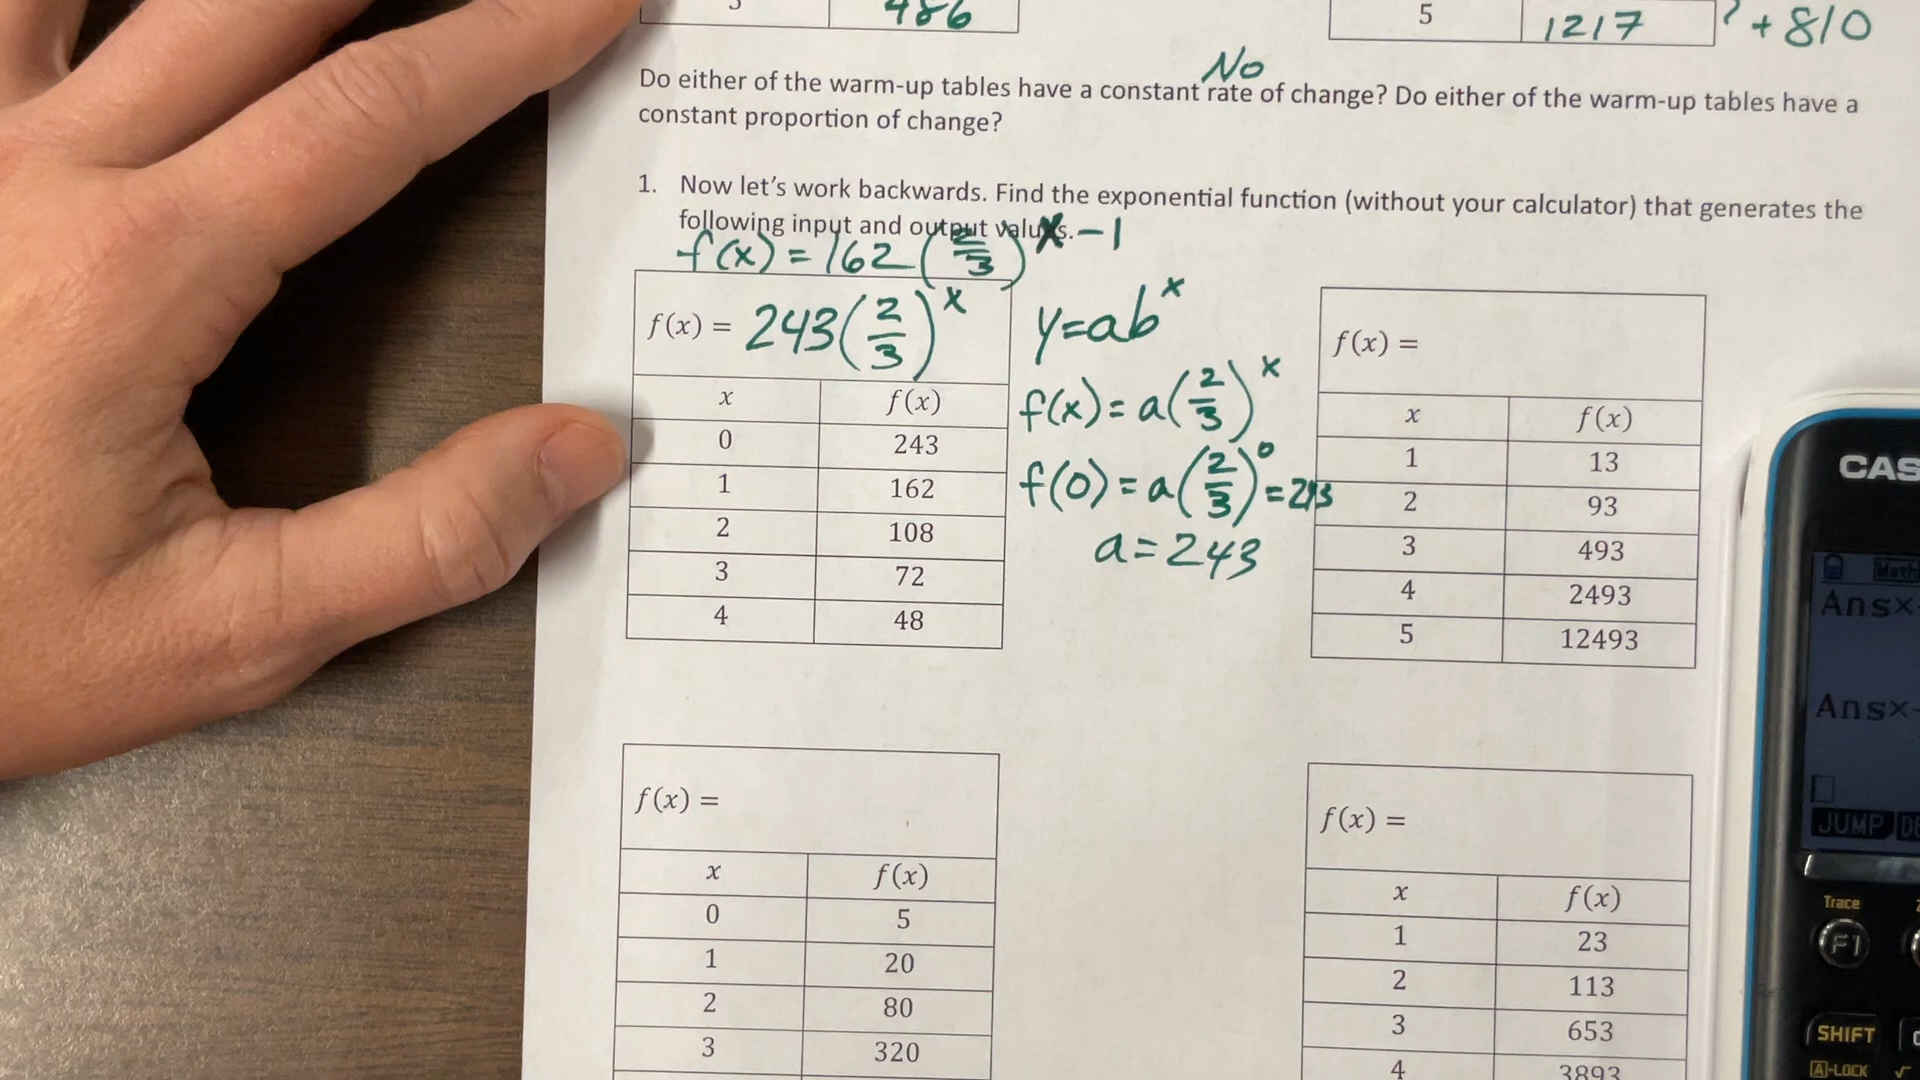 486
5 1217 + 810
No
Do either of the warm-up tables have a constant rate of change? Do either of the warm-up tables have a
constant proportion of change?
1. Now let's work backwards. Find the exponential function (without your calculator) that generates the
following input and output values.
f(x) = 162(2/3)^x-1
f(x) = 243(2/3)^x
x f(x)
0 243
1 162
2 108
3 72
4 48
y=ab^x
f(x)=a(2/3)^x
f(0)=a(2/3)^0=243
a=243
f(x) =
x f(x)
1 13
2 93
3 493
4 2493
5 12493
f(x) =
x f(x)
0 5
1 20
2 80
3 320
f(x) =
x f(x)
1 23
2 113
3 653
4 3893
CAS
Math
Ans×
Ans×
JUMP
Trace
F1
SHIFT
A-LOCK